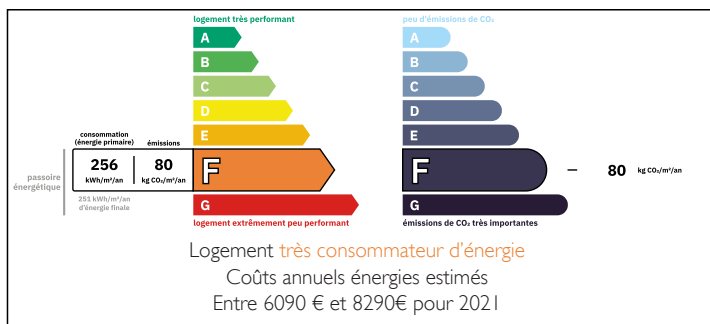 logement très performant
A
B
C
D
E
consommation
(énergie primaire)
émissions
256
kWh/m²/an
80
kg CO₂/m²/an
F
passoire
énergétique
251 kWh/m²/an
d'énergie finale
G
logement extrêmement peu performant
peu d'émissions de CO₂
A
B
C
D
E
F
80 kg CO₂/m²/an
G
émissions de CO₂ très importantes
Logement très consommateur d'énergie
Coûts annuels énergies estimés
Entre 6090 € et 8290€ pour 2021